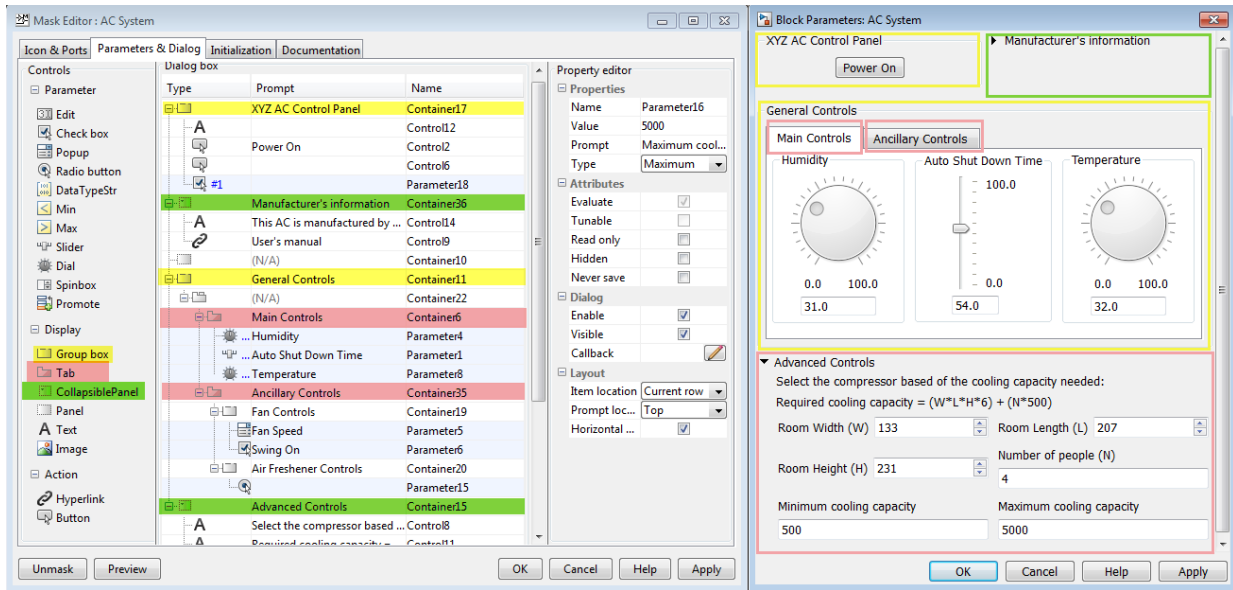 Mask Editor : AC System
Icon & Ports Parameters & Dialog Initialization Documentation
Controls
Parameter
Edit
Check box
Popup
Radio button
DataTypeStr
Min
Max
Slider
Dial
Spinbox
Promote
Display
Group box
Tab
CollapsiblePanel
Panel
Text
Image
Action
Hyperlink
Button
Dialog box
Type Prompt Name
XYZ AC Control Panel Container17
A Control12
Power On Control2
Control6
#1 Parameter18
Manufacturer's information Container36
A This AC is manufactured by ... Control14
User's manual Control9
(N/A) Container10
General Controls Container11
(N/A) Container22
Main Controls Container6
... Humidity Parameter4
... Auto Shut Down Time Parameter1
... Temperature Parameter8
Ancillary Controls Container35
Fan Controls Container19
Fan Speed Parameter5
Swing On Parameter6
Air Freshener Controls Container20
Parameter15
Advanced Controls Container15
A Select the compressor based ... Control8
A Required cooling capacity = ... Control11
Property editor
Properties
Name Parameter16
Value 5000
Prompt Maximum cool...
Type Maximum
Attributes
Evaluate
Tunable
Read only
Hidden
Never save
Dialog
Enable
Visible
Callback
Layout
Item location Current row
Prompt loc... Top
Horizontal ...
Unmask Preview OK Cancel Help Apply
Block Parameters: AC System
XYZ AC Control Panel
Power On
Manufacturer's information
General Controls
Main Controls Ancillary Controls
Humidity Auto Shut Down Time Temperature
100.0
0.0 100.0 0.0 0.0 100.0
31.0 54.0 32.0
Advanced Controls
Select the compressor based of the cooling capacity needed:
Required cooling capacity = (W*L*H*6) + (N*500)
Room Width (W) 133 Room Length (L) 207
Room Height (H) 231 Number of people (N)
4
Minimum cooling capacity Maximum cooling capacity
500 5000
OK Cancel Help Apply